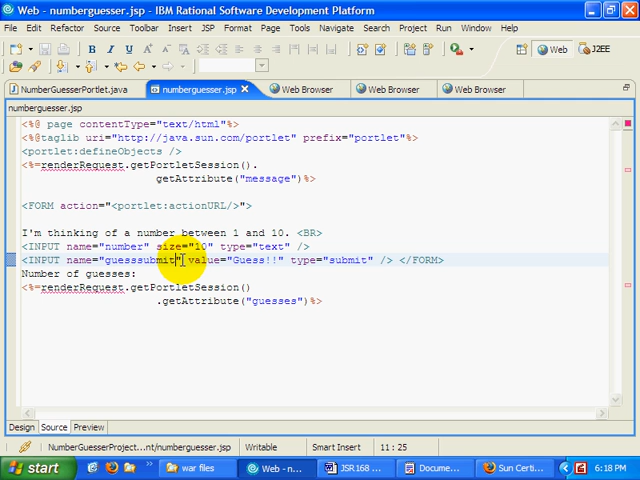 Web - numberguesser.jsp - IBM Rational Software Development Platform
File Edit Refactor Source Toolbar Insert JSP Format Page Tools Navigate Search Project Run »
B I U Web J2EE
NumberGuesserPortlet.java numberguesser.jsp Web Browser Web Browser Web Browser
numberguesser.jsp
<%@ page contentType="text/html"%>
<%@taglib uri="http://java.sun.com/portlet" prefix="portlet"%>
<portlet:defineObjects />
<%=renderRequest.getPortletSession().
getAttribute("message")%>
<FORM action="<portlet:actionURL/>">
I'm thinking of a number between 1 and 10. <BR>
<INPUT name="number" size="10" type="text" />
<INPUT name="guesssubmit" value="Guess!!" type="submit" /> </FORM>
Number of guesses:
<%=renderRequest.getPortletSession()
.getAttribute("guesses")%>
Design Source Preview
NumberGuesserProject...nt/numberguesser.jsp Writable Smart Insert 11 : 25
start » war files Web - n... JSR168 ... Docume... Sun Certi... 6:18 PM